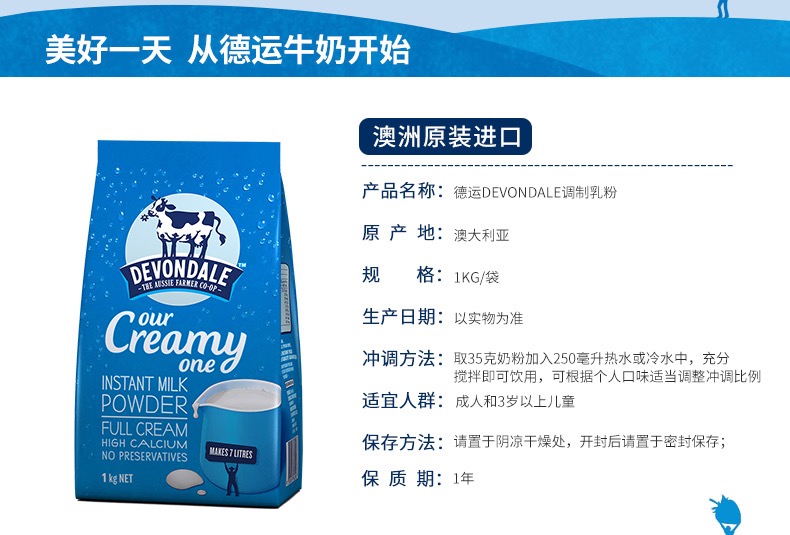 美好一天 从德运牛奶开始
澳洲原装进口
产品名称：德运DEVONDALE调制乳粉
原 产 地：澳大利亚
规 格：1KG/袋
生产日期：以实物为准
冲调方法：取35克奶粉加入250毫升热水或冷水中，充分
搅拌即可饮用，可根据个人口味适当调整冲调比例
适宜人群：成人和3岁以上儿童
保存方法：请置于阴凉干燥处，开封后请置于密封保存；
保 质 期：1年
DEVONDALE™
-THE AUSSIE FARMER CO-OP-
our
Creamy
one
INSTANT MILK
POWDER
FULL CREAM
HIGH CALCIUM
NO PRESERVATIVES
MAKES 7 LITRES
1 kg NET